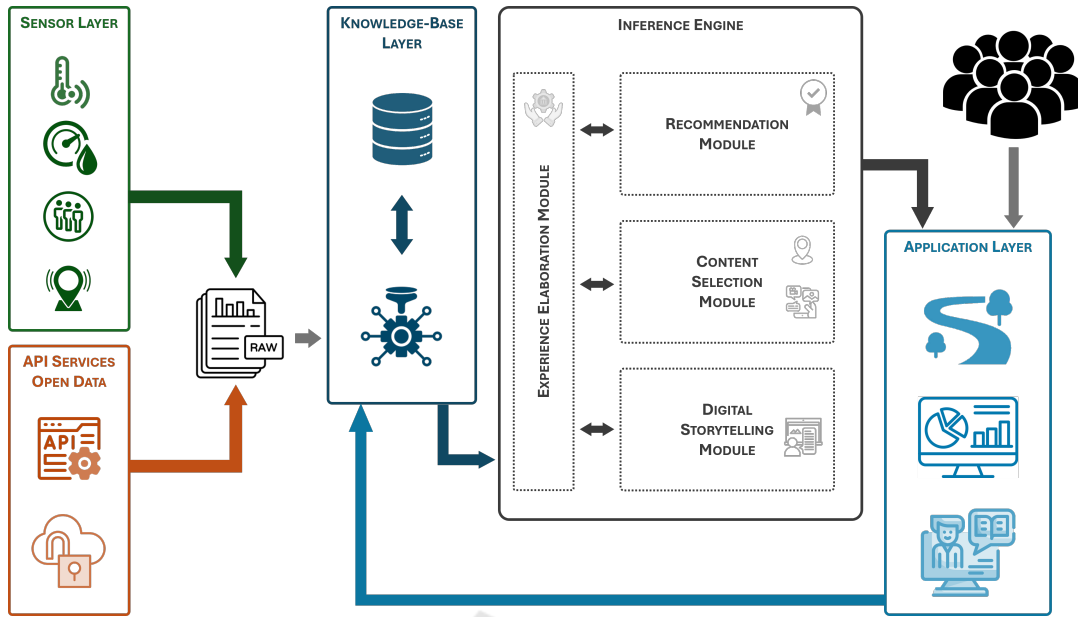 SENSOR LAYER
API SERVICES
OPEN DATA
API
RAW
KNOWLEDGE-BASE
LAYER
INFERENCE ENGINE
EXPERIENCE ELABORATION MODULE
RECOMMENDATION
MODULE
CONTENT
SELECTION
MODULE
DIGITAL
STORYTELLING
MODULE
APPLICATION LAYER